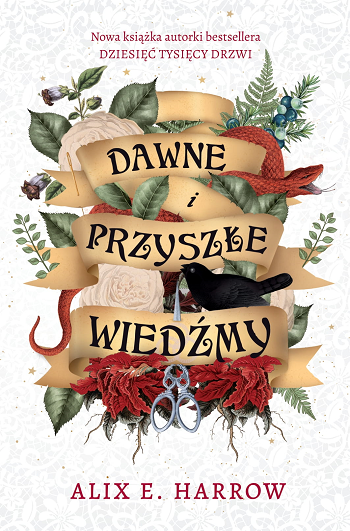 Nowa książka autorki bestsellera
DZIESIĘĆ TYSIĘCY DRZWI
DAWNE
i
PRZYSZŁE
WIEDŹMY
ALIX E. HARROW